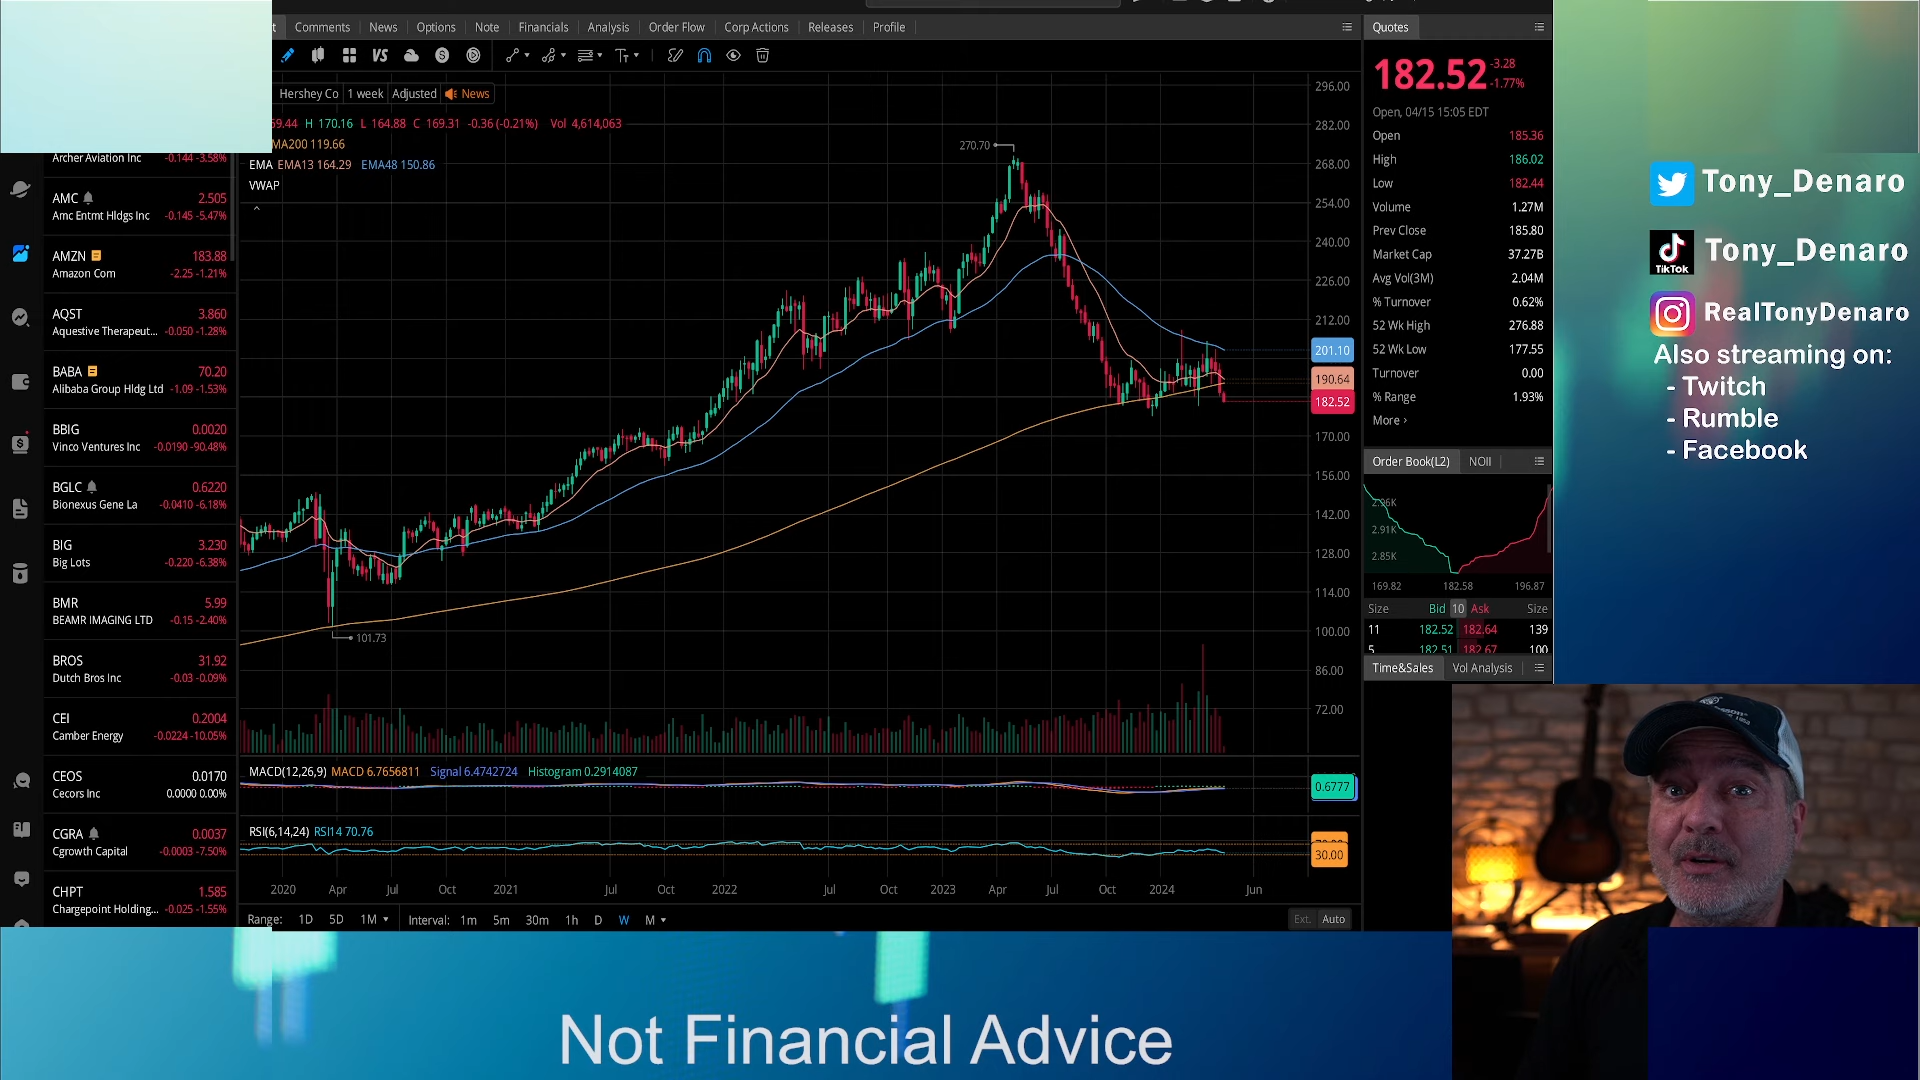 t Comments News Options Note Financials Analysis Order Flow Corp Actions Releases Profile
VS
Hershey Co 1 week Adjusted News
69.44 H 170.16 L 164.88 C 169.31 -0.36 (-0.21%) Vol 4,614,063
MA200 119.66
EMA EMA13 164.29 EMA48 150.86
VWAP
270.70
101.73
Archer Aviation Inc -0.144 -3.58%
AMC 2.505
Amc Entmt Hldgs Inc -0.145 -5.47%
AMZN 183.88
Amazon Com -2.25 -1.21%
AQST 3.860
Aquestive Therapeut... -0.050 -1.28%
BABA 70.20
Alibaba Group Hldg Ltd -1.09 -1.53%
BBIG 0.0020
Vinco Ventures Inc -0.0190 -90.48%
BGLC 0.6220
Bionexus Gene La -0.0410 -6.18%
BIG 3.230
Big Lots -0.220 -6.38%
BMR 5.99
BEAMR IMAGING LTD -0.15 -2.40%
BROS 31.92
Dutch Bros Inc -0.03 -0.09%
CEI 0.2004
Camber Energy -0.0224 -10.05%
CEOS 0.0170
Cecors Inc 0.0000 0.00%
CGRA 0.0037
Cgrowth Capital -0.0003 -7.50%
CHPT 1.585
Chargepoint Holding... -0.025 -1.55%
296.00
282.00
268.00
254.00
240.00
226.00
212.00
201.10
190.64
182.52
170.00
156.00
142.00
128.00
114.00
100.00
86.00
72.00
MACD(12,26,9) MACD 6.7656811 Signal 6.4742724 Histogram 0.2914087
0.6777
RSI(6,14,24) RSI14 70.76
30.00
2020 Apr Jul Oct 2021 Jul Oct 2022 Jul Oct 2023 Apr Jul Oct 2024 Jun
Range: 1D 5D 1M Interval: 1m 5m 30m 1h D W M Ext. Auto
Quotes
182.52 -3.28
-1.77%
Open, 04/15 15:05 EDT
Open 185.36
High 186.02
Low 182.44
Volume 1.27M
Prev Close 185.80
Market Cap 37.27B
Avg Vol(3M) 2.04M
% Turnover 0.62%
52 Wk High 276.88
52 Wk Low 177.55
Turnover 0.00
% Range 1.93%
More ›
Order Book(L2) NOII
2.96K
2.91K
2.85K
169.82 182.58 196.87
Size Bid 10 Ask Size
11 182.52 182.64 139
5 182.51 182.67 100
Time&Sales Vol Analysis
Tony_Denaro
TikTok
Tony_Denaro
RealTonyDenaro
Also streaming on:
- Twitch
- Rumble
- Facebook
Not Financial Advice